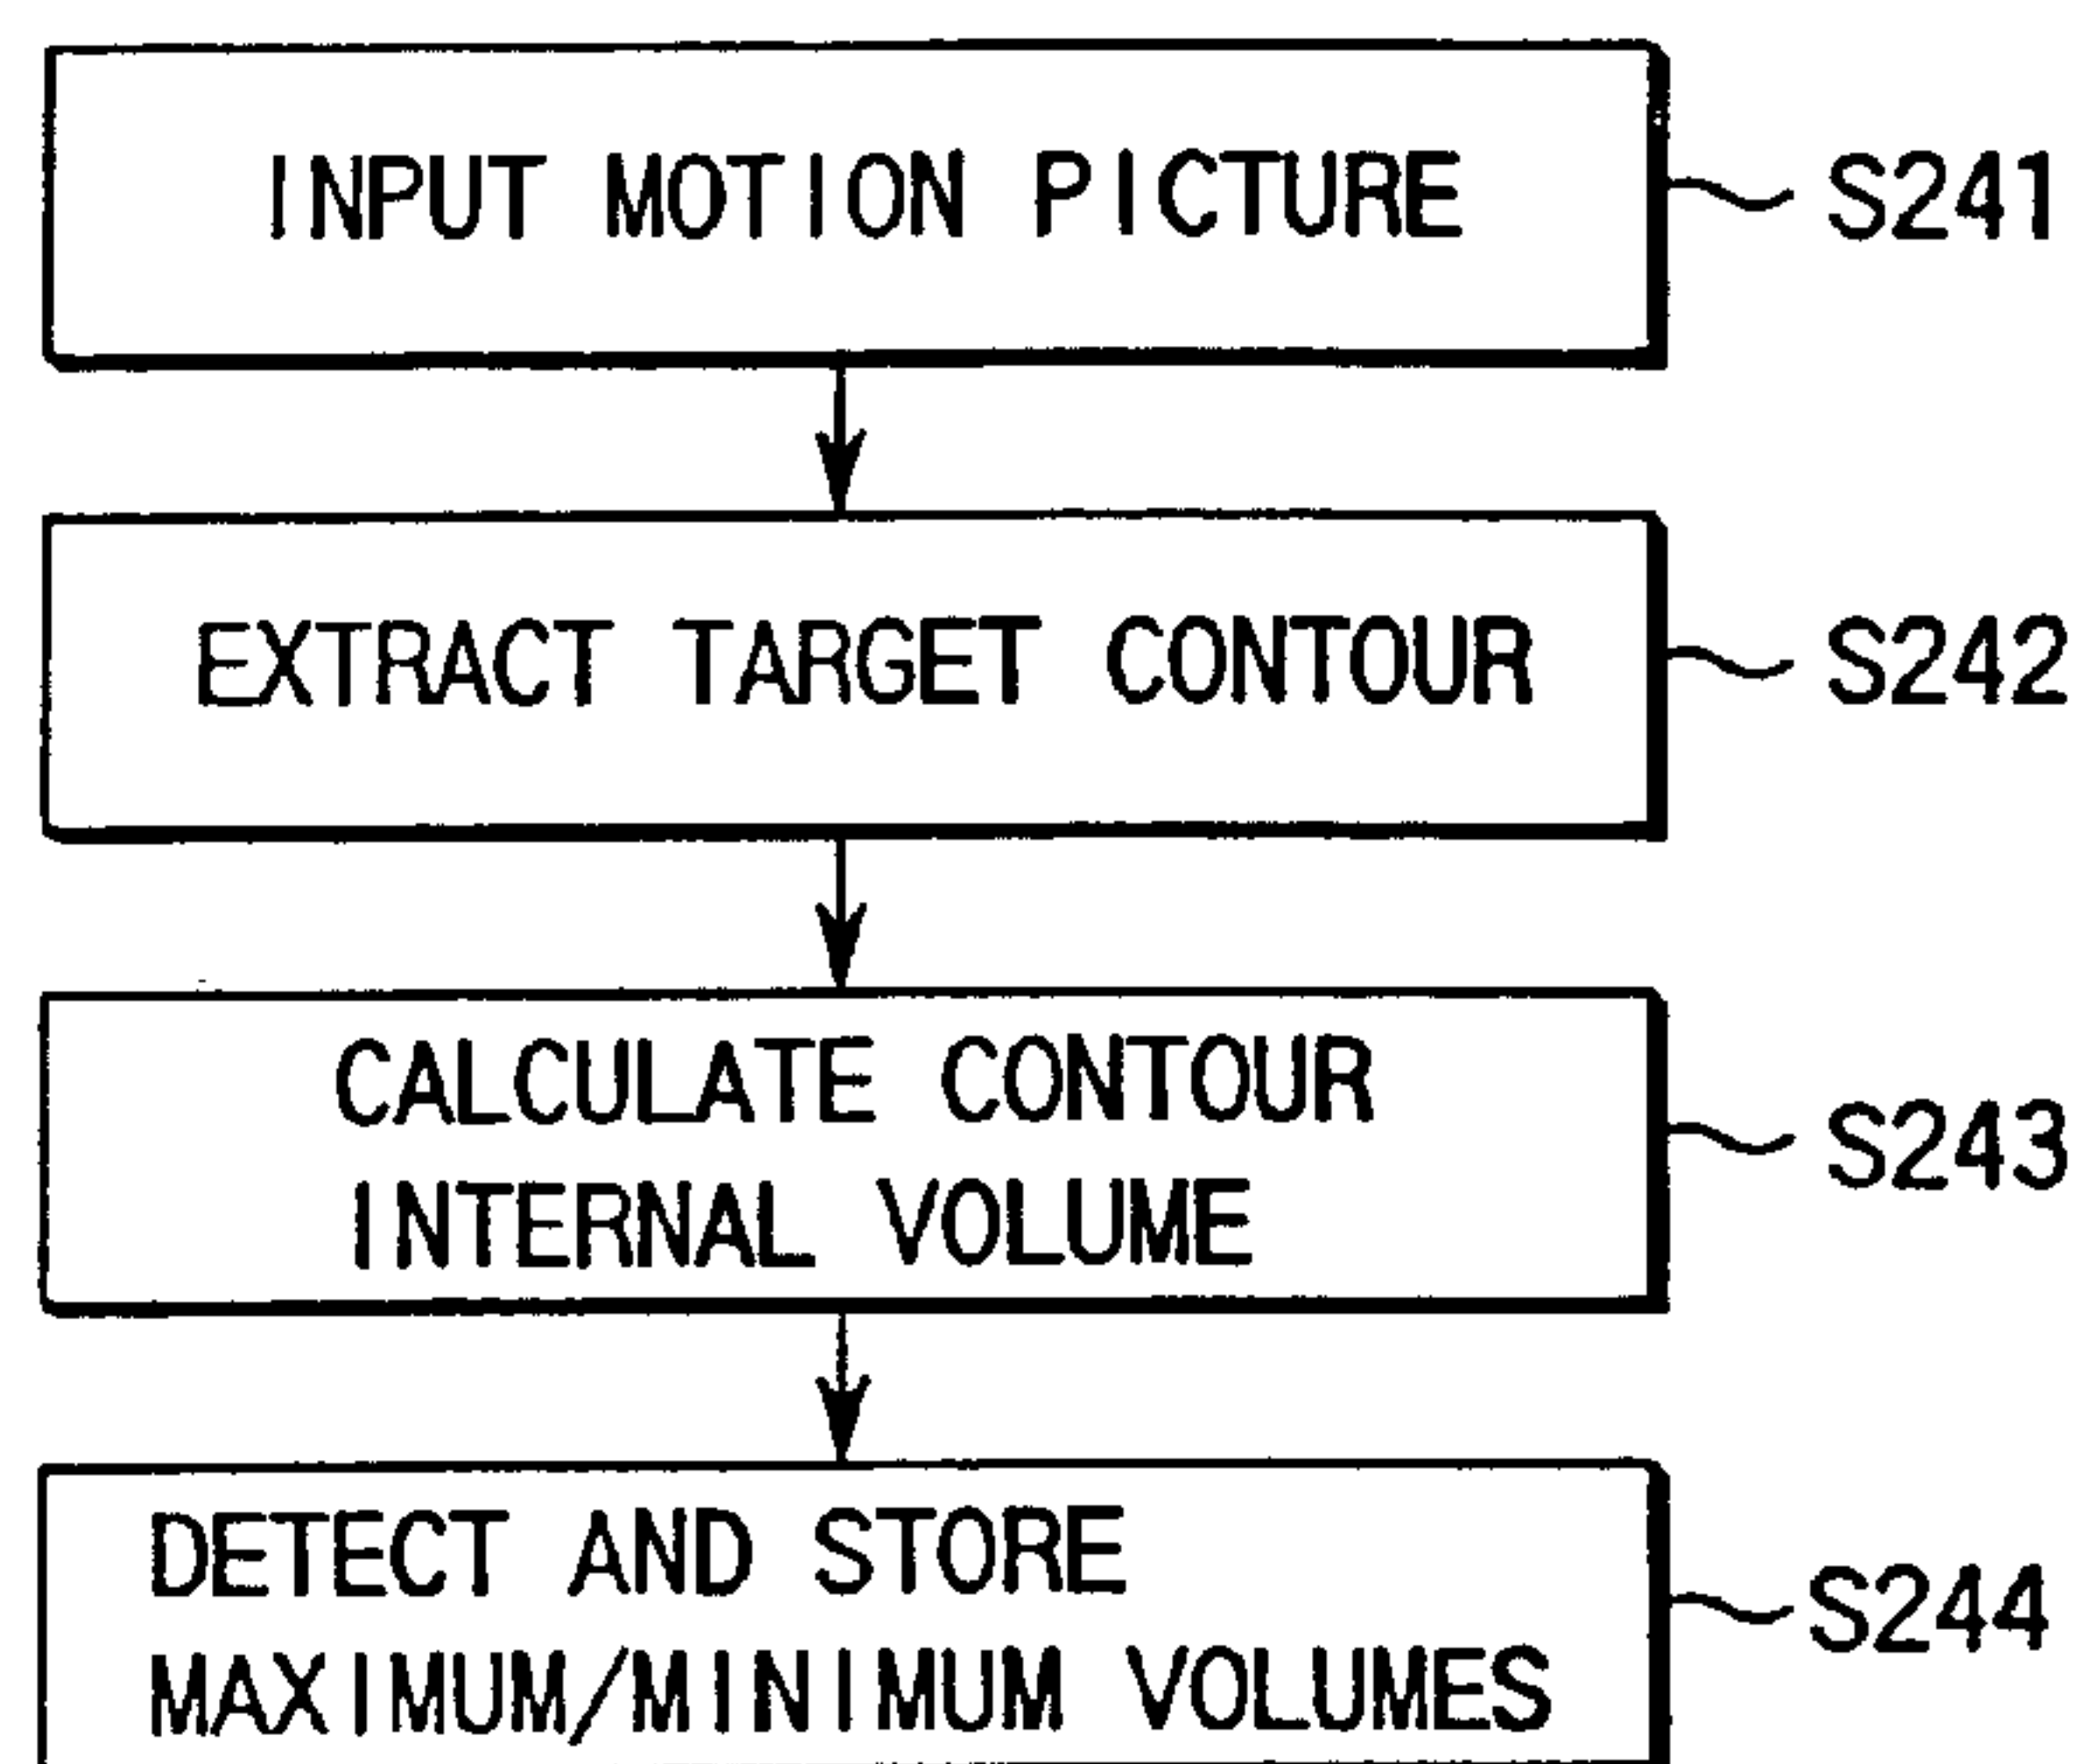 INPUT MOTION PICTURE
S241
EXTRACT TARGET CONTOUR
S242
CALCULATE CONTOUR
INTERNAL VOLUME
S243
DETECT AND STORE
MAXIMUM/MINIMUM VOLUMES
S244